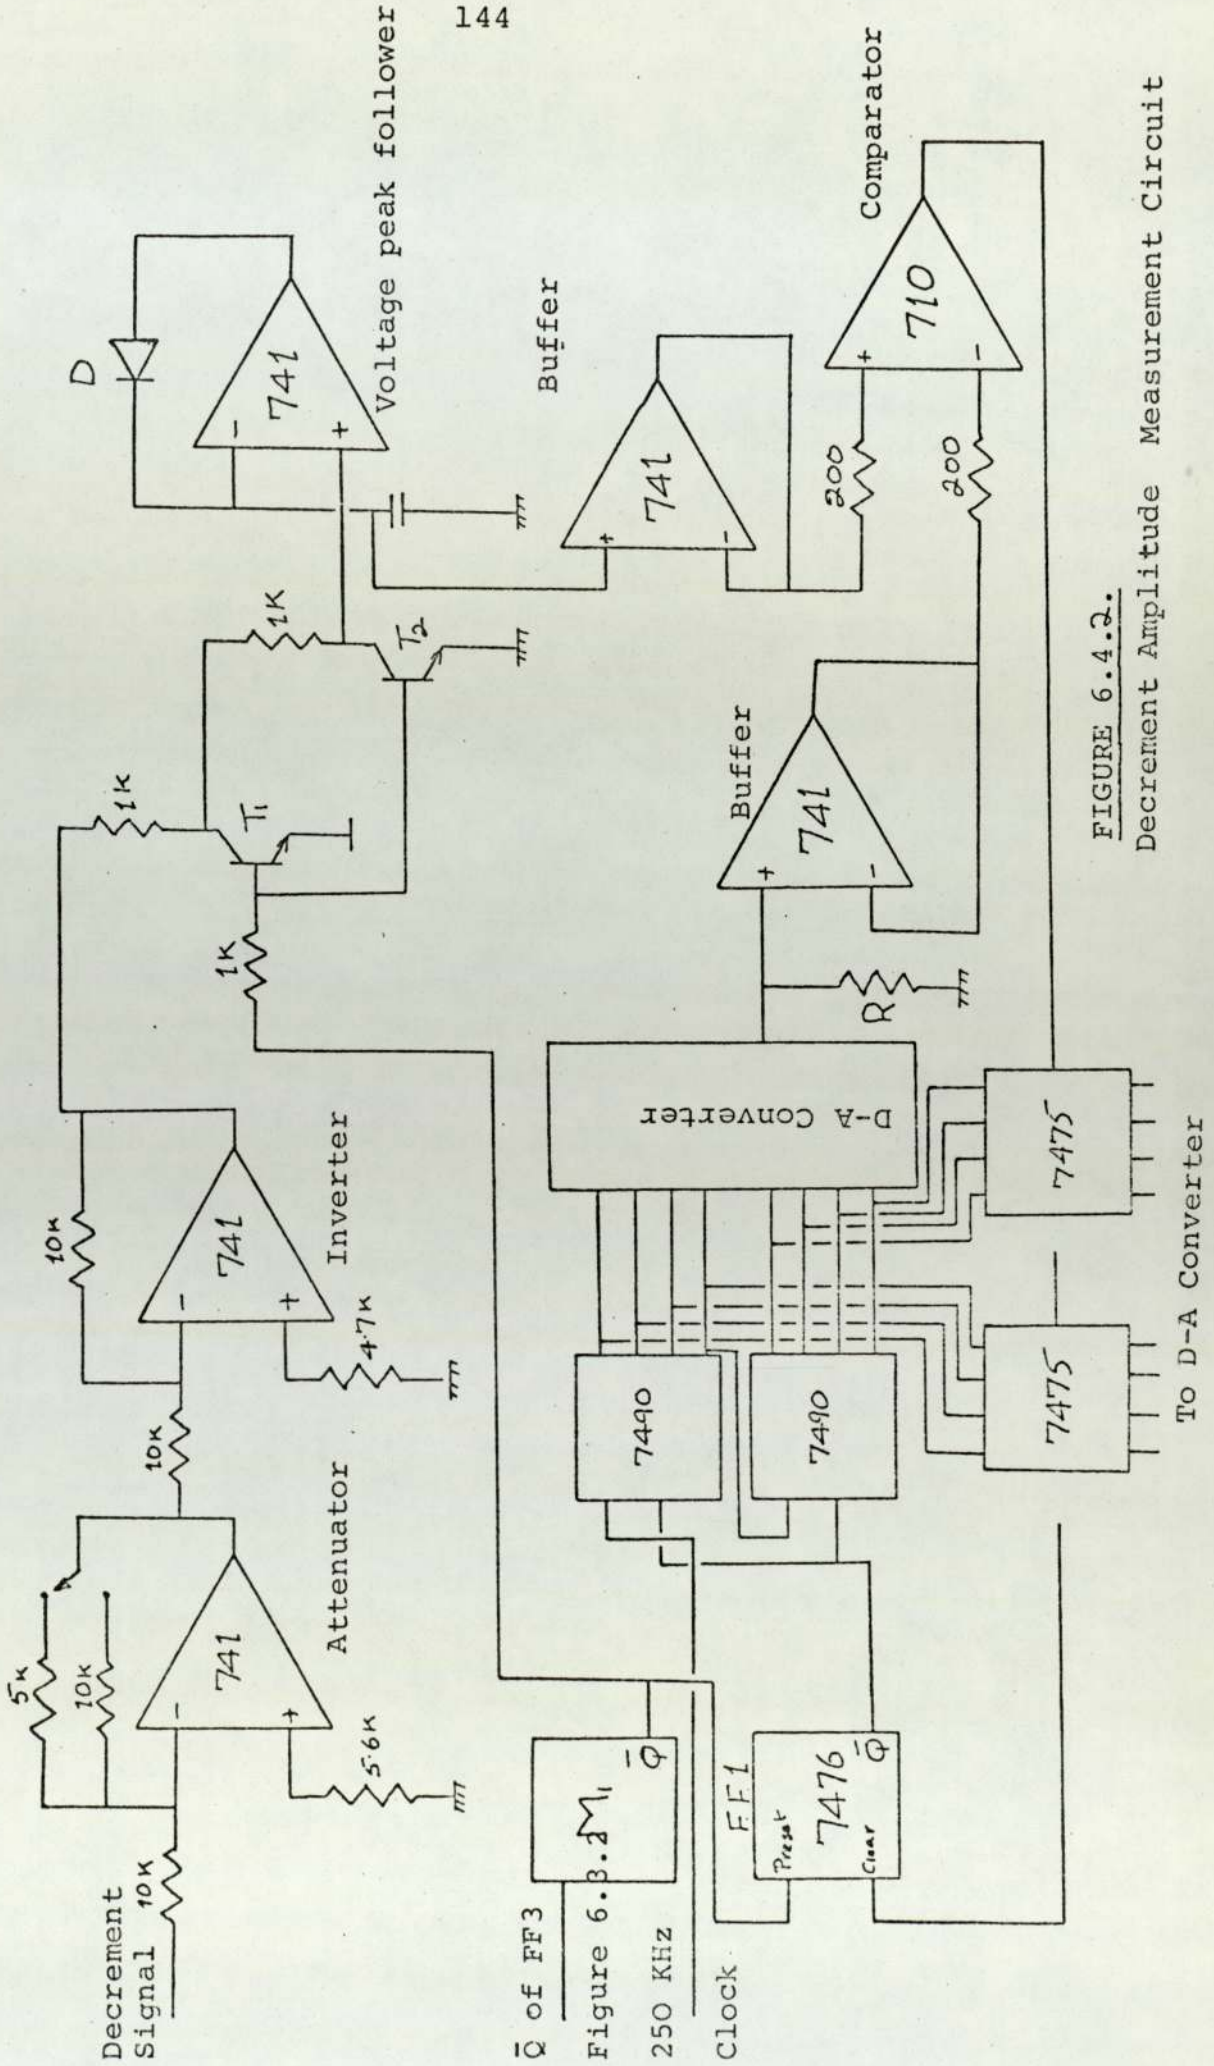 144
Decrement
Signal
10K
5K
10K
741
-
+
5.6K
Attenuator
10K
10K
741
-
+
4.7K
Inverter
1K
1K
T1
1K
T2
D
741
-
+
Voltage peak follower
Buffer
741
+
-
200
200
Comparator
710
+
-
Buffer
741
+
-
R
D-A Converter
Q̄ of FF3
Figure 6.3.2
M1
Q̄
250 KHz
Clock
FF1
Preset
7476
Clear
Q̄
7490
7490
7475
7475
To D-A Converter
FIGURE 6.4.2.
Decrement Amplitude Measurement Circuit